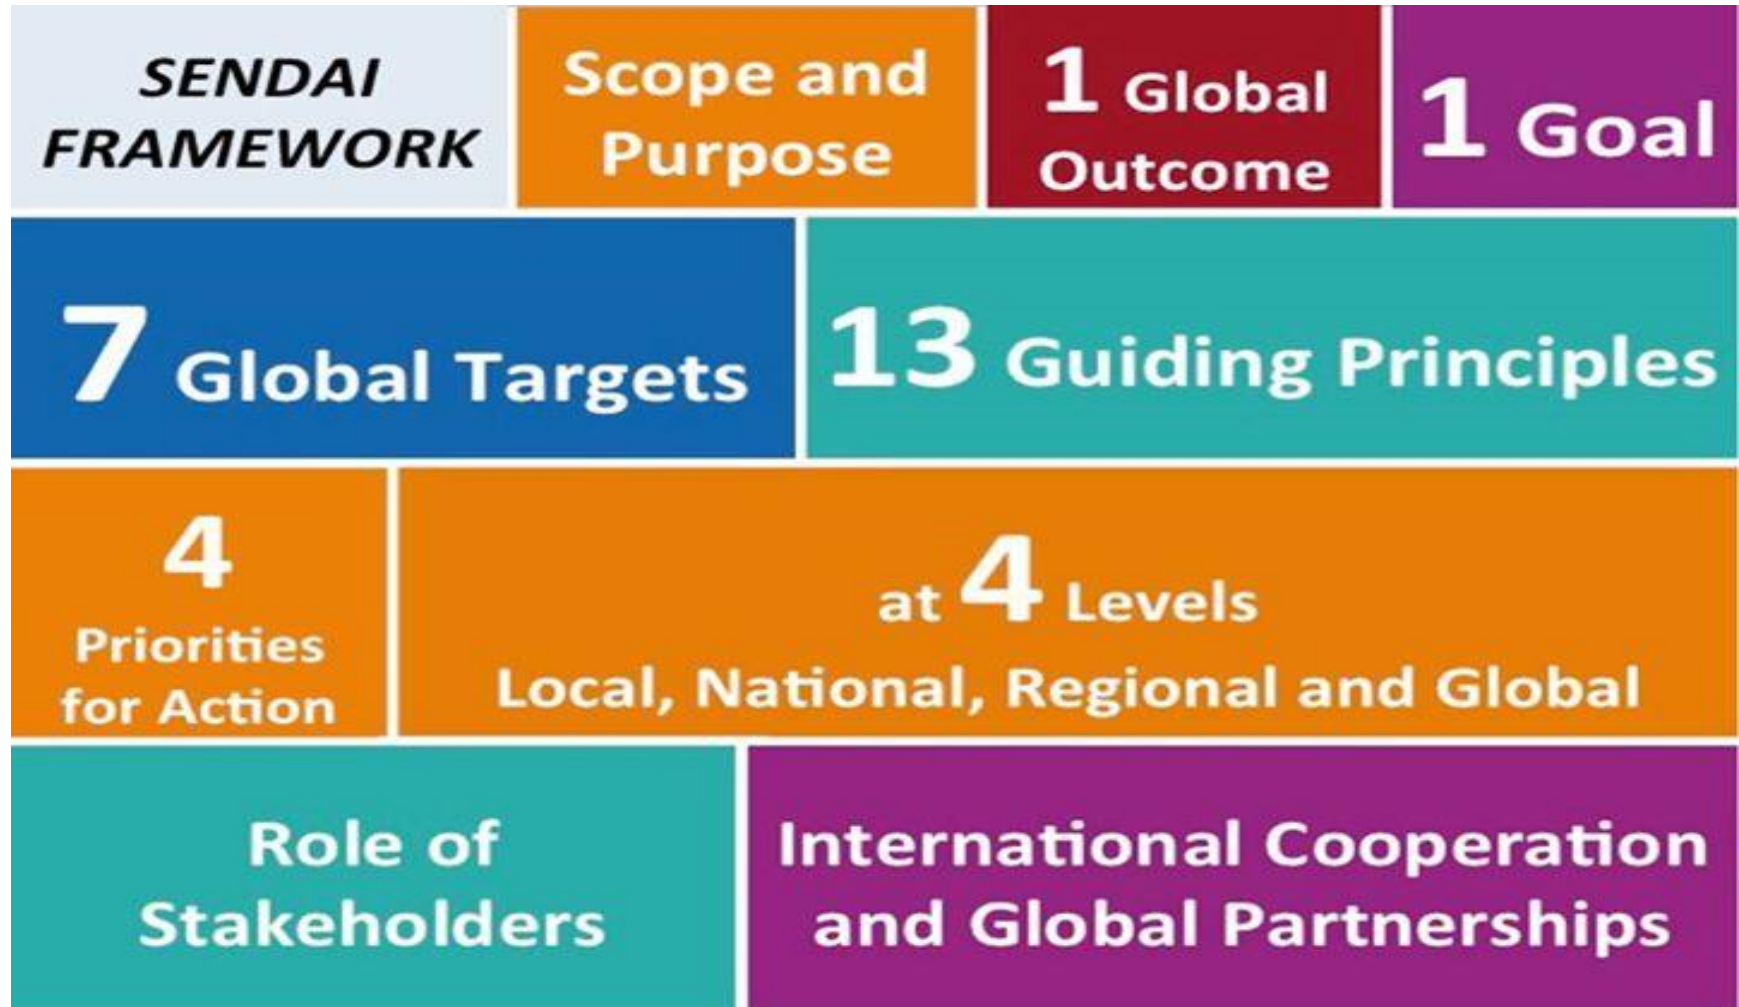 SENDAI
FRAMEWORK
Scope and
Purpose
1 Global
Outcome
1 Goal
7 Global Targets
13 Guiding Principles
4
Priorities
for Action
at 4 Levels
Local, National, Regional and Global
Role of
Stakeholders
International Cooperation
and Global Partnerships